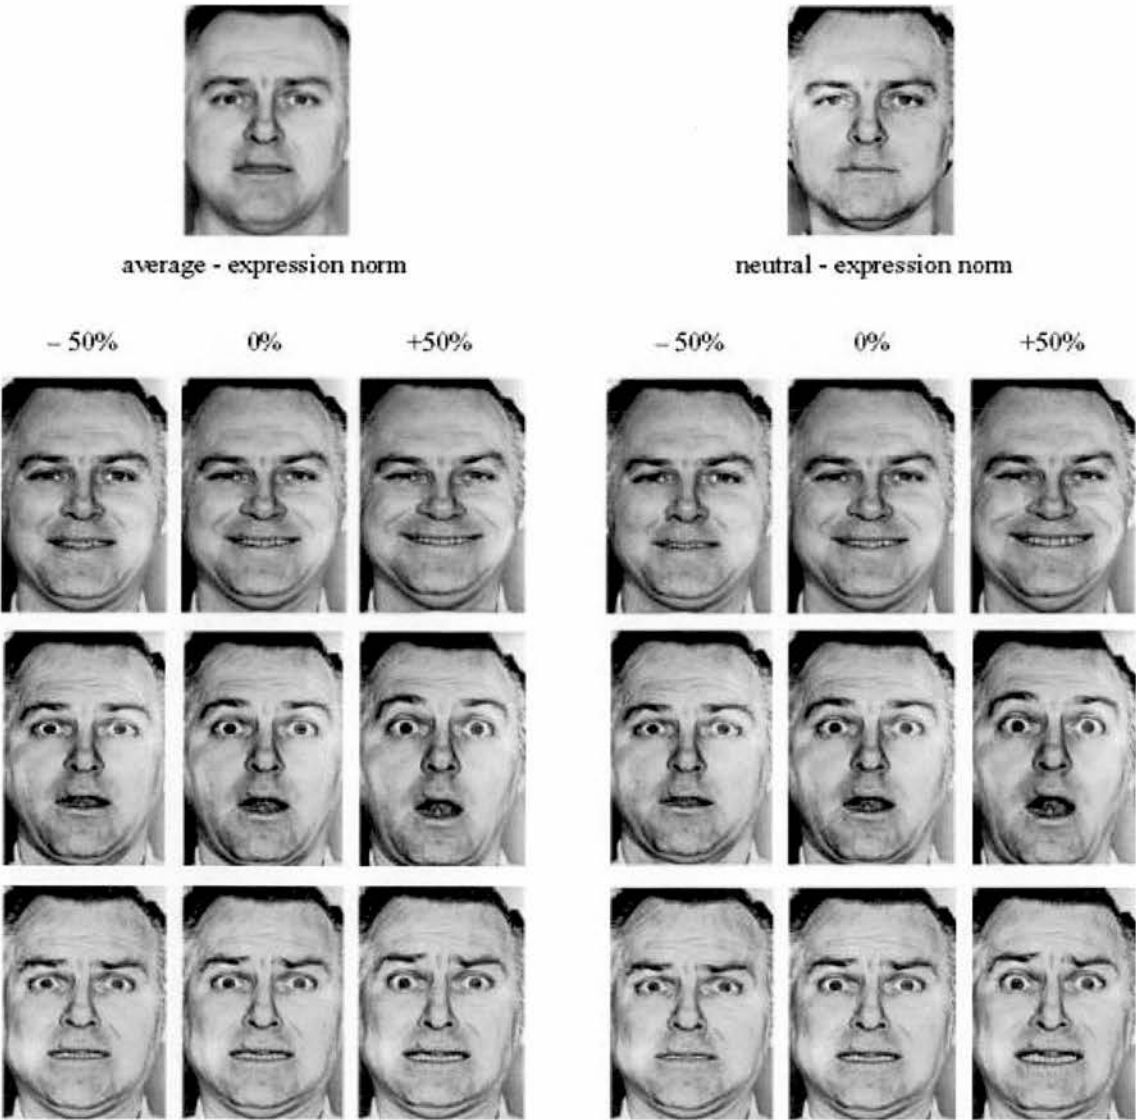 average - expression norm
neutral - expression norm
– 50% 0% +50%
– 50% 0% +50%